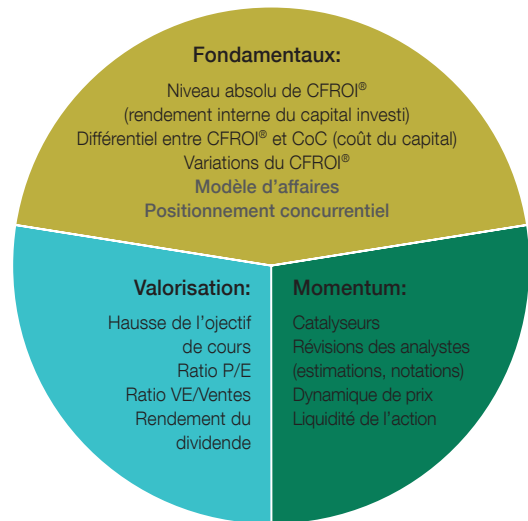 Fondamentaux:
Niveau absolu de CFROI®
(rendement interne du capital investi)
Différentiel entre CFROI® et CoC (coût du capital)
Variations du CFROI®
Modèle d'affaires
Positionnement concurrentiel
Valorisation:
Hausse de l'ojectif
de cours
Ratio P/E
Ratio VE/Ventes
Rendement du
dividende
Momentum:
Catalyseurs
Révisions des analystes
(estimations, notations)
Dynamique de prix
Liquidité de l'action